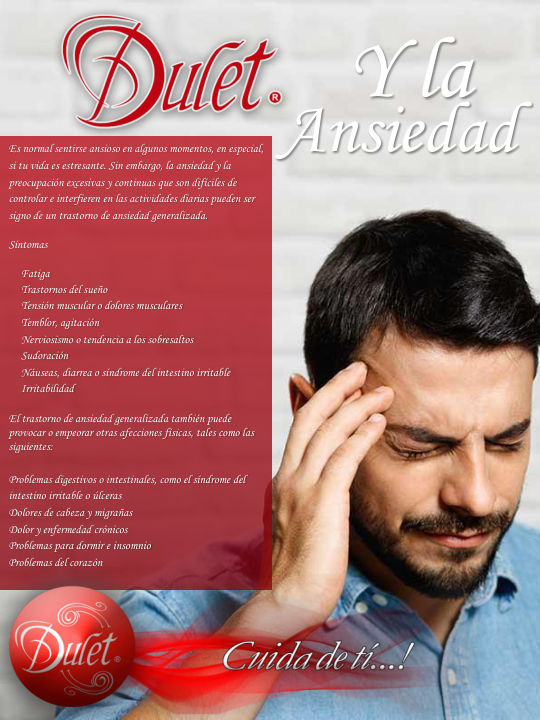 Dulet®
Y la
Ansiedad
Es normal sentirse ansioso en algunos momentos, en especial,
si tu vida es estresante. Sin embargo, la ansiedad y la
preocupación excesivas y continuas que son difíciles de
controlar e interfieren en las actividades diarias pueden ser
signo de un trastorno de ansiedad generalizada.
Síntomas
Fatiga
Trastornos del sueño
Tensión muscular o dolores musculares
Temblor, agitación
Nerviosismo o tendencia a los sobresaltos
Sudoración
Náuseas, diarrea o síndrome del intestino irritable
Irritabilidad
El trastorno de ansiedad generalizada también puede
provocar o empeorar otras afecciones físicas, tales como las
siguientes:
Problemas digestivos o intestinales, como el síndrome del
intestino irritable o úlceras
Dolores de cabeza y migrañas
Dolor y enfermedad crónicos
Problemas para dormir e insomnio
Problemas del corazón
Dulet®
Cuida de tí...!